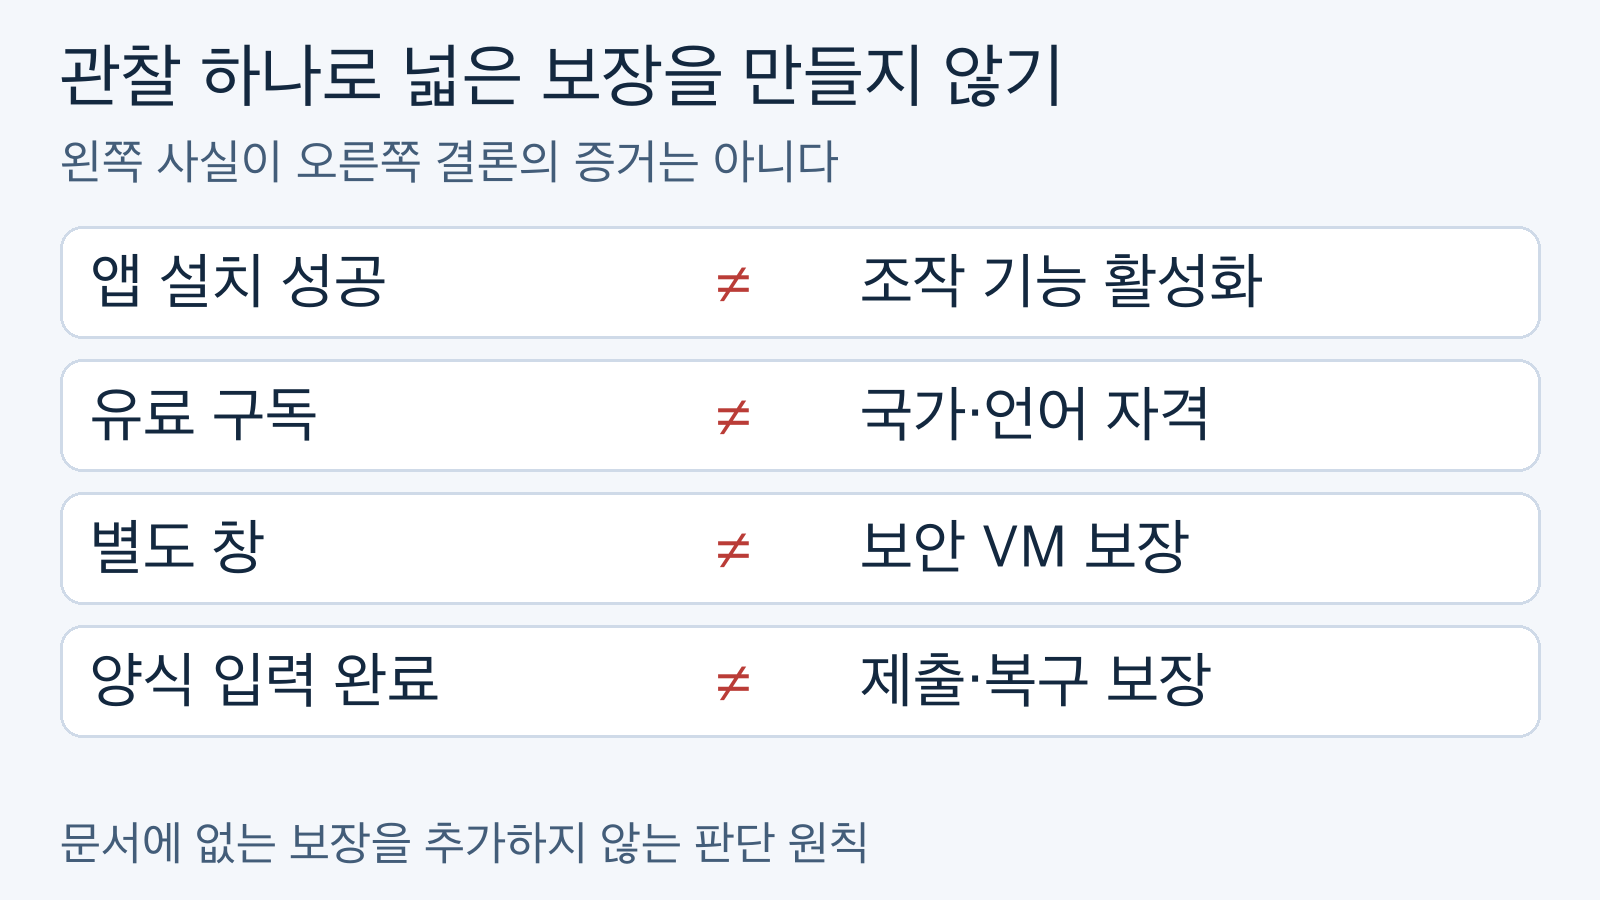 관찰 하나로 넓은 보장을 만들지 않기
왼쪽 사실이 오른쪽 결론의 증거는 아니다
앱 설치 성공 ≠ 조작 기능 활성화
유료 구독 ≠ 국가·언어 자격
별도 창 ≠ 보안 VM 보장
양식 입력 완료 ≠ 제출·복구 보장
문서에 없는 보장을 추가하지 않는 판단 원칙